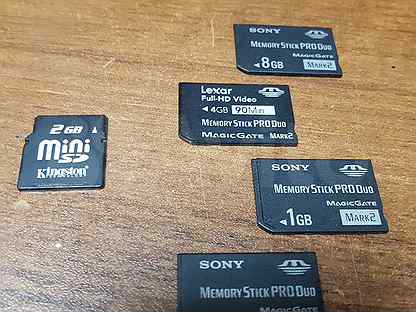 SONY
MEMORY STICK PRO DUO
MAGICGATE
◄8GB
MARK2
Lexar
Full-HD Video
◄ 4GB 90Min
MEMORY STICK PRO DUO
MAGICGATE MARK2
2GB
mini
SD
Kingston
SONY
MEMORY STICK PRO DUO
MAGICGATE
◄1GB MARK2
SONY
MEMORY STICK PRO DUO